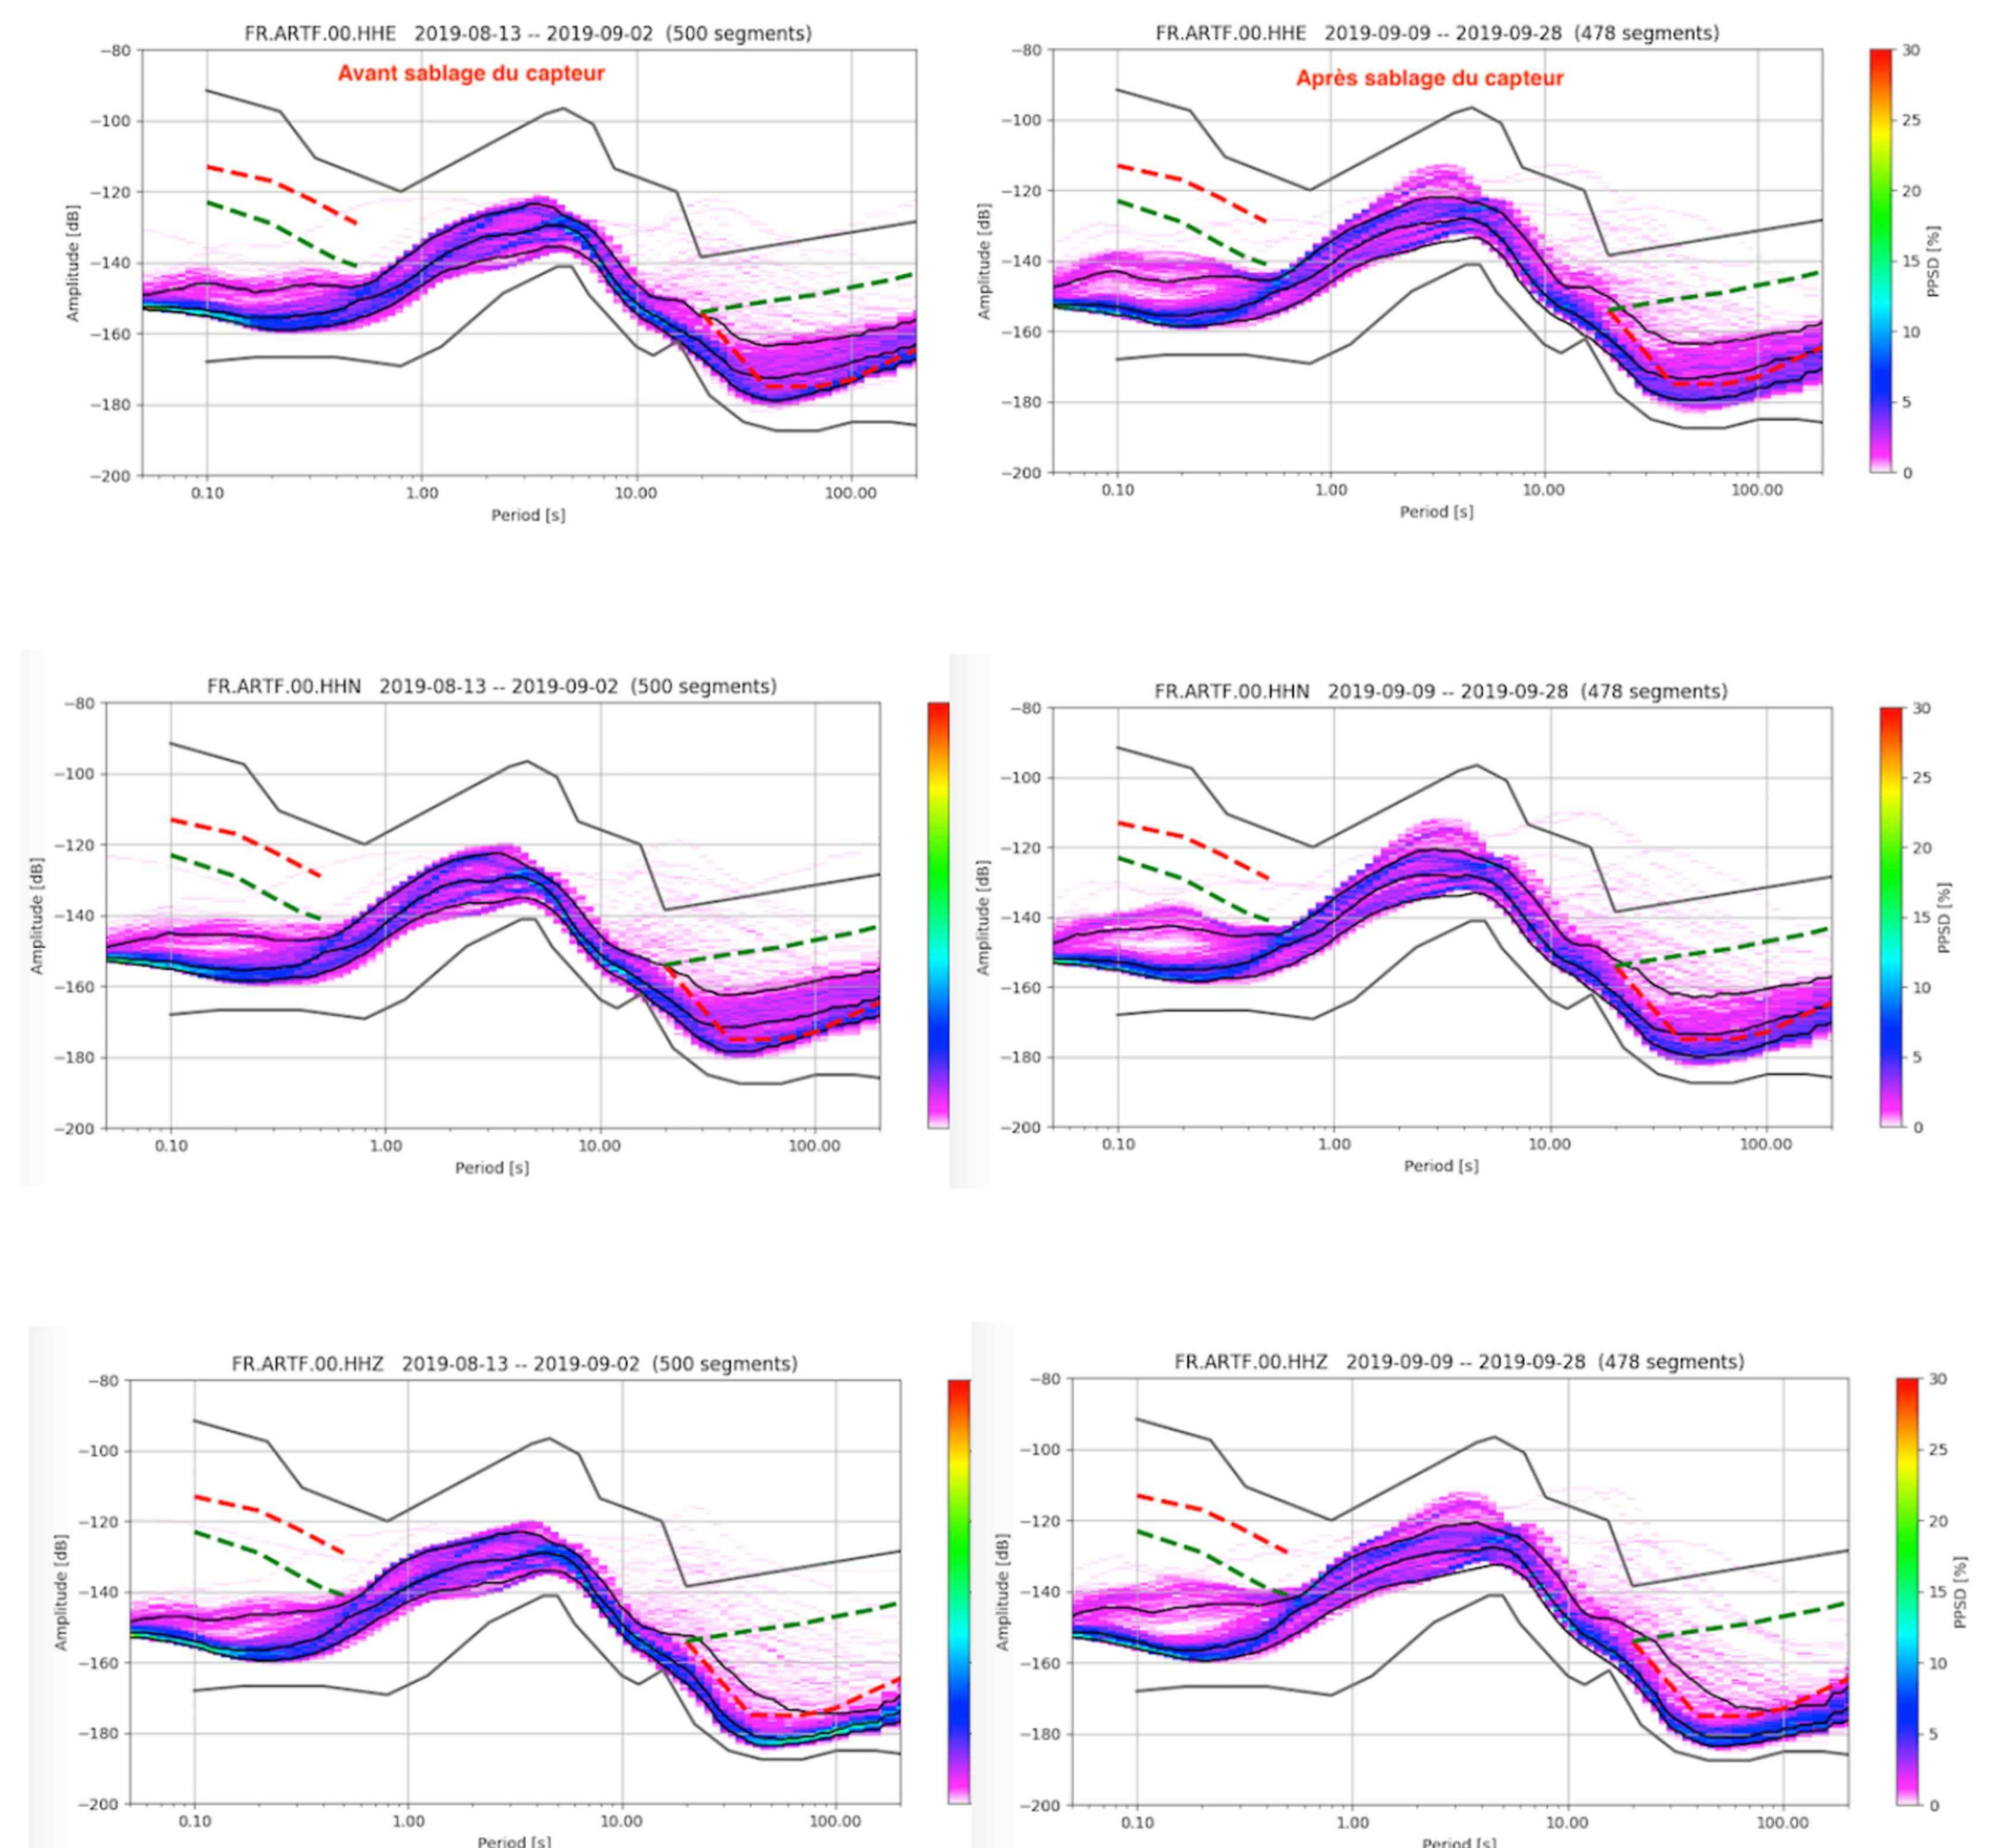 FR.ARTF.00.HHE 2019-08-13 -- 2019-09-02 (500 segments)
Avant sablage du capteur
−80
−100
−120
−140
−160
−180
−200
Amplitude [dB]
0.10 1.00 10.00 100.00
Period [s]
FR.ARTF.00.HHE 2019-09-09 -- 2019-09-28 (478 segments)
Après sablage du capteur
−80
−100
−120
−140
−160
−180
−200
Amplitude [dB]
0.10 1.00 10.00 100.00
Period [s]
30
25
20
15
10
5
0
PPSD [%]
FR.ARTF.00.HHN 2019-08-13 -- 2019-09-02 (500 segments)
−80
−100
−120
−140
−160
−180
−200
Amplitude [dB]
0.10 1.00 10.00 100.00
Period [s]
FR.ARTF.00.HHN 2019-09-09 -- 2019-09-28 (478 segments)
−80
−100
−120
−140
−160
−180
−200
Amplitude [dB]
0.10 1.00 10.00 100.00
Period [s]
30
25
20
15
10
5
0
PPSD [%]
FR.ARTF.00.HHZ 2019-08-13 -- 2019-09-02 (500 segments)
−80
−100
−120
−140
−160
−180
−200
Amplitude [dB]
0.10 1.00 10.00 100.00
Period [s]
FR.ARTF.00.HHZ 2019-09-09 -- 2019-09-28 (478 segments)
−80
−100
−120
−140
−160
−180
−200
Amplitude [dB]
0.10 1.00 10.00 100.00
Period [s]
30
25
20
15
10
5
0
PPSD [%]